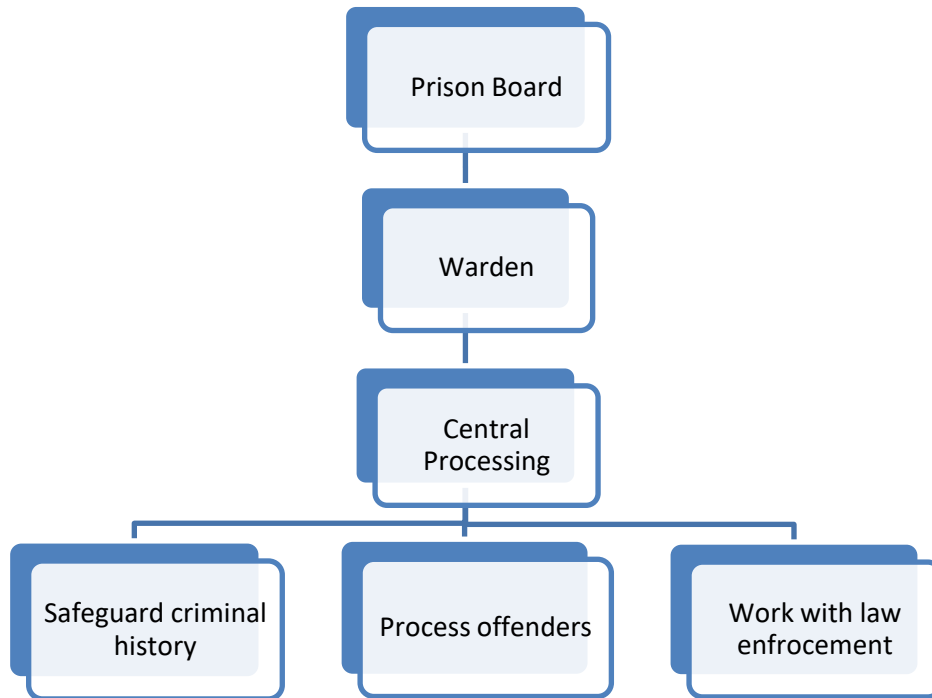 Prison Board
Warden
Central
Processing
Safeguard criminal
history
Process offenders
Work with law
enfrocement